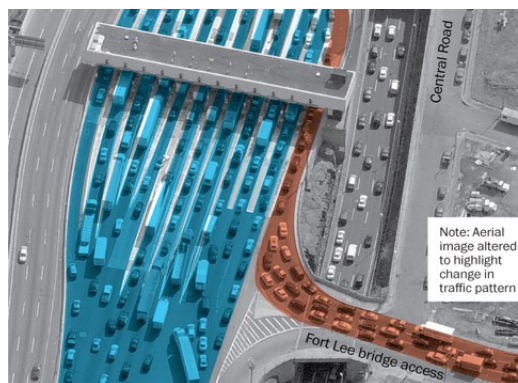 Central Road
Note: Aerial
image altered
to highlight
change in
traffic pattern
Fort Lee bridge access